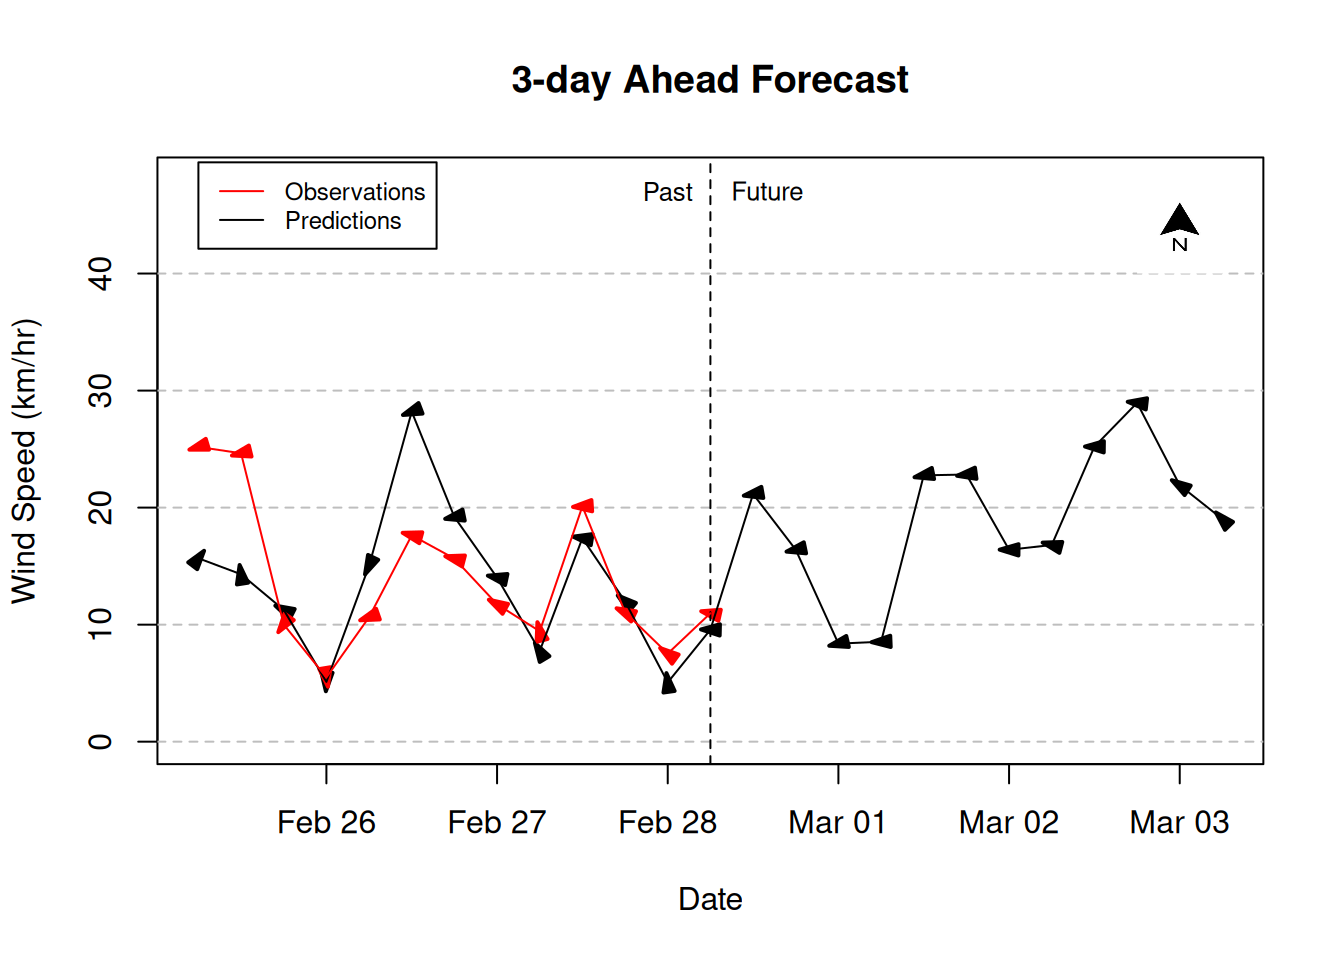 3-day Ahead Forecast
Observations
Predictions
Past
Future
N
Wind Speed (km/hr)
40
30
20
10
0
Feb 26
Feb 27
Feb 28
Mar 01
Mar 02
Mar 03
Date